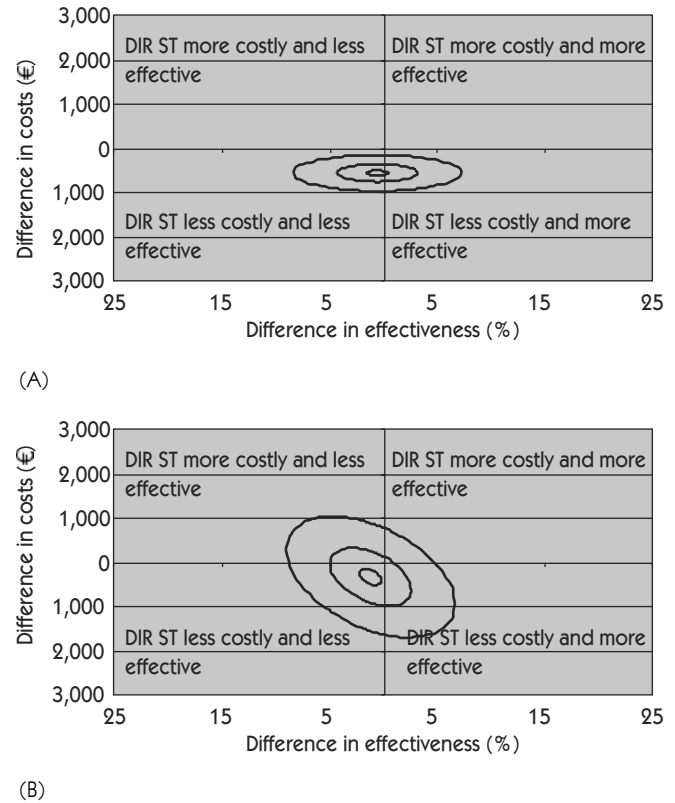 3,000
2,000
1,000
0
1,000
2,000
3,000
Difference in costs (€)
DIR ST more costly and less
effective
DIR ST more costly and more
effective
DIR ST less costly and less
effective
DIR ST less costly and more
effective
25 15 5 5 15 25
Difference in effectiveness (%)
(A)
3,000
2,000
1,000
0
1,000
2,000
3,000
Difference in costs (€)
DIR ST more costly and less
effective
DIR ST more costly and more
effective
DIR ST less costly and less
effective
DIR ST less costly and more
effective
25 15 5 5 15 25
Difference in effectiveness (%)
(B)